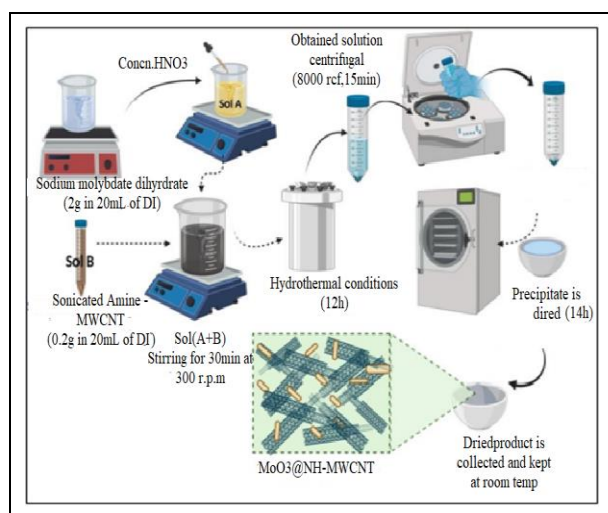 Concn.HNO3
Sol A
Obtained solution
centrifugal
(8000 rcf,15min)
Sodium molybdate dihyrdrate
(2g in 20mL of DI)
Sol B
Sonicated Amine -
MWCNT
(0.2g in 20mL of DI)
Sol(A+B)
Stirring for 30min at
300 r.p.m
Hydrothermal conditions
(12h)
Precipitate is
dired (14h)
MoO3@NH-MWCNT
Driedproduct is
collected and kept
at room temp